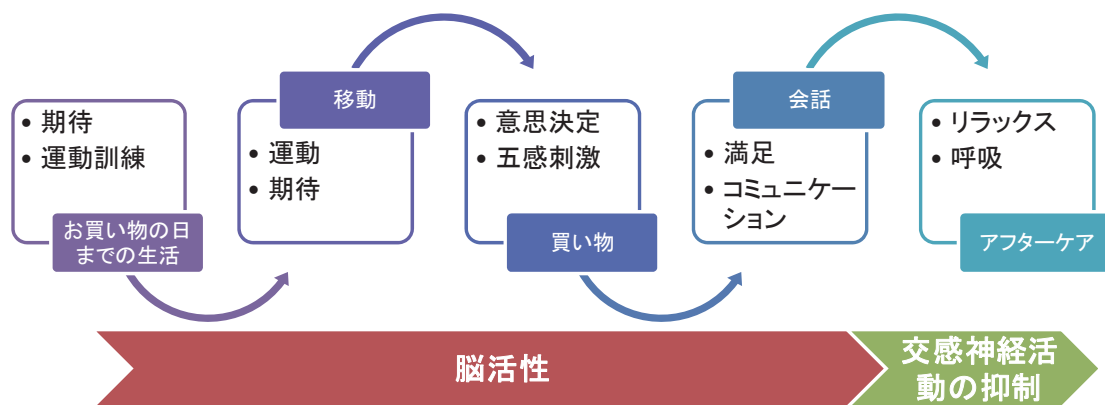 • 期待
• 運動訓練
お買い物の日
までの生活
移動
• 運動
• 期待
• 意思決定
• 五感刺激
買い物
会話
• 満足
• コミュニケー
ション
• リラックス
• 呼吸
アフターケア
脳活性
交感神経活
動の抑制